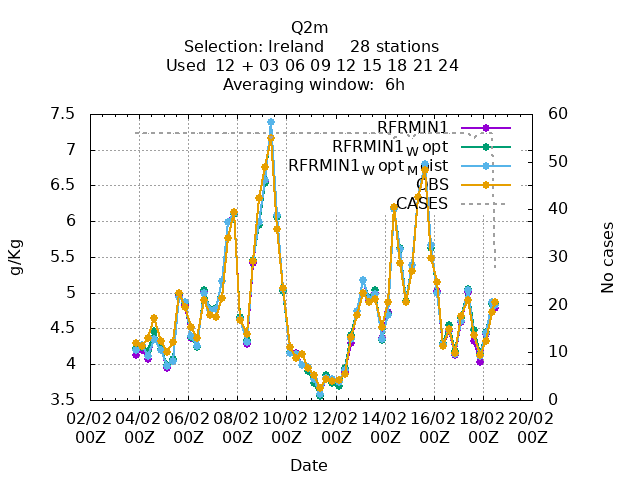 Q2m
Selection: Ireland 28 stations
Used 12 + 03 06 09 12 15 18 21 24
Averaging window: 6h
7.5
7
6.5
6
5.5
5
4.5
4
3.5
60
50
40
30
20
10
0
RFRMIN1
RFRMIN1W opt
RFRMIN1W optM ist
OBS
CASES
g/Kg
No cases
02/02 04/02 06/02 08/02 10/02 12/02 14/02 16/02 18/02 20/02
00Z 00Z 00Z 00Z 00Z 00Z 00Z 00Z 00Z 00Z
Date